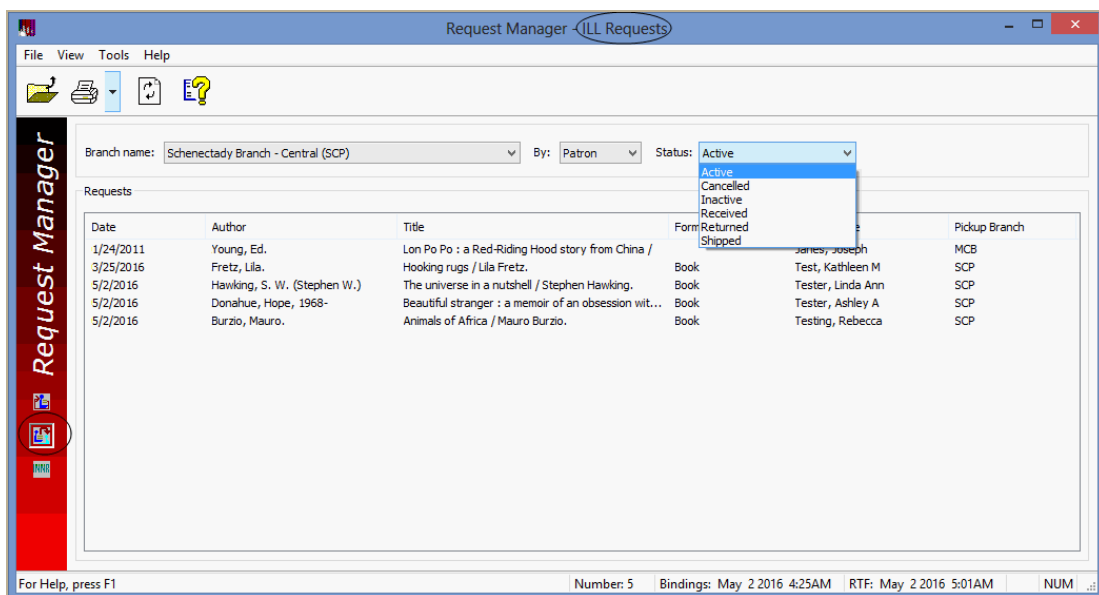 Request Manager - ILL Requests
File View Tools Help
Request Manager
Branch name: Schenectady Branch - Central (SCP) By: Patron Status: Active
Active
Cancelled
Inactive
Received
Returned
Shipped
Requests
Date Author Title Form Pickup Branch
1/24/2011 Young, Ed. Lon Po Po : a Red-Riding Hood story from China / Janes, Joseph MCB
3/25/2016 Fretz, Lila. Hooking rugs / Lila Fretz. Book Test, Kathleen M SCP
5/2/2016 Hawking, S. W. (Stephen W.) The universe in a nutshell / Stephen Hawking. Book Tester, Linda Ann SCP
5/2/2016 Donahue, Hope, 1968- Beautiful stranger : a memoir of an obsession wit... Book Tester, Ashley A SCP
5/2/2016 Burzio, Mauro. Animals of Africa / Mauro Burzio. Book Testing, Rebecca SCP
INNR
For Help, press F1 Number: 5 Bindings: May 2 2016 4:25AM RTF: May 2 2016 5:01AM NUM